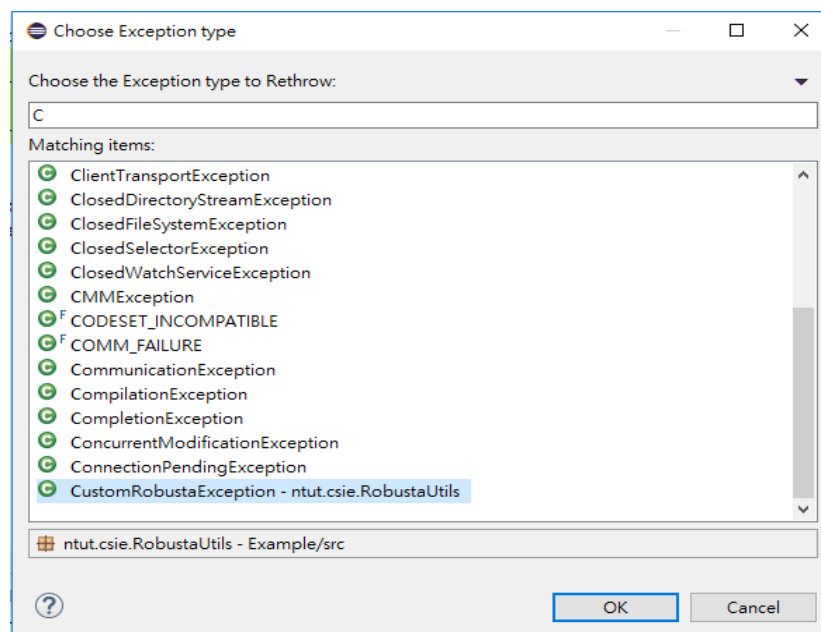 Choose Exception type
Choose the Exception type to Rethrow:
C
Matching items:
C ClientTransportException
C ClosedDirectoryStreamException
C ClosedFileSystemException
C ClosedSelectorException
C ClosedWatchServiceException
C CMMException
C F CODESET_INCOMPATIBLE
C F COMM_FAILURE
C CommunicationException
C CompilationException
C CompletionException
C ConcurrentModificationException
C ConnectionPendingException
C CustomRobustaException - ntut.csie.RobustaUtils
ntut.csie.RobustaUtils - Example/src
? OK Cancel